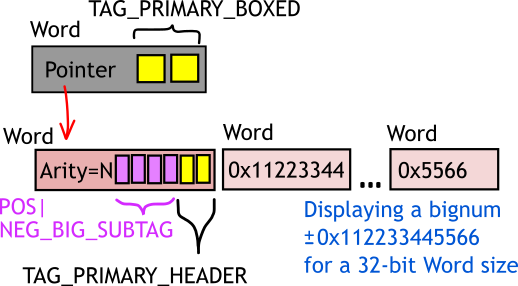 TAG_PRIMARY_BOXED
Word
Pointer
Word
Word
Word
Arity=N
0x11223344
...
0x5566
POS|
NEG_BIG_SUBTAG
TAG_PRIMARY_HEADER
Displaying a bignum
±0x112233445566
for a 32-bit Word size